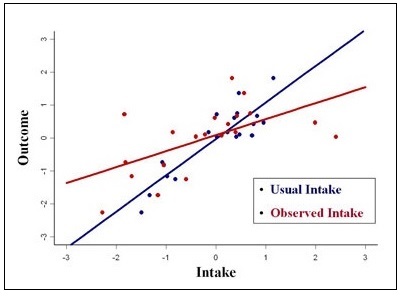 3
2
1
0
-1
-2
-3
Outcome
-3 -2 -1 0 1 2 3
Intake
Usual Intake
Observed Intake